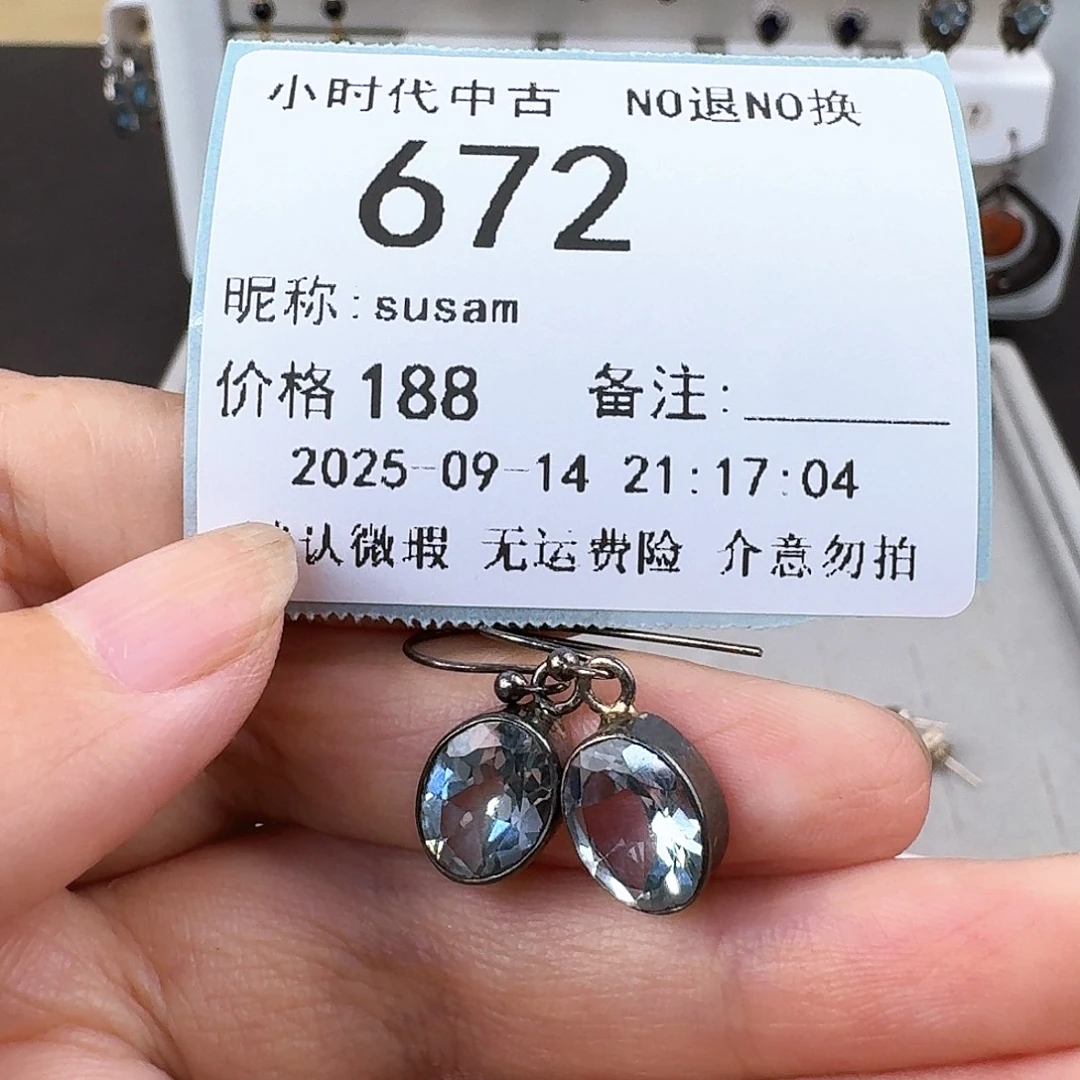 小时代中古 NO退NO换
672
昵称:susam
价格 188 备注:
2025-09-14 21:17:04
认微瑕 无运费险 介意勿拍